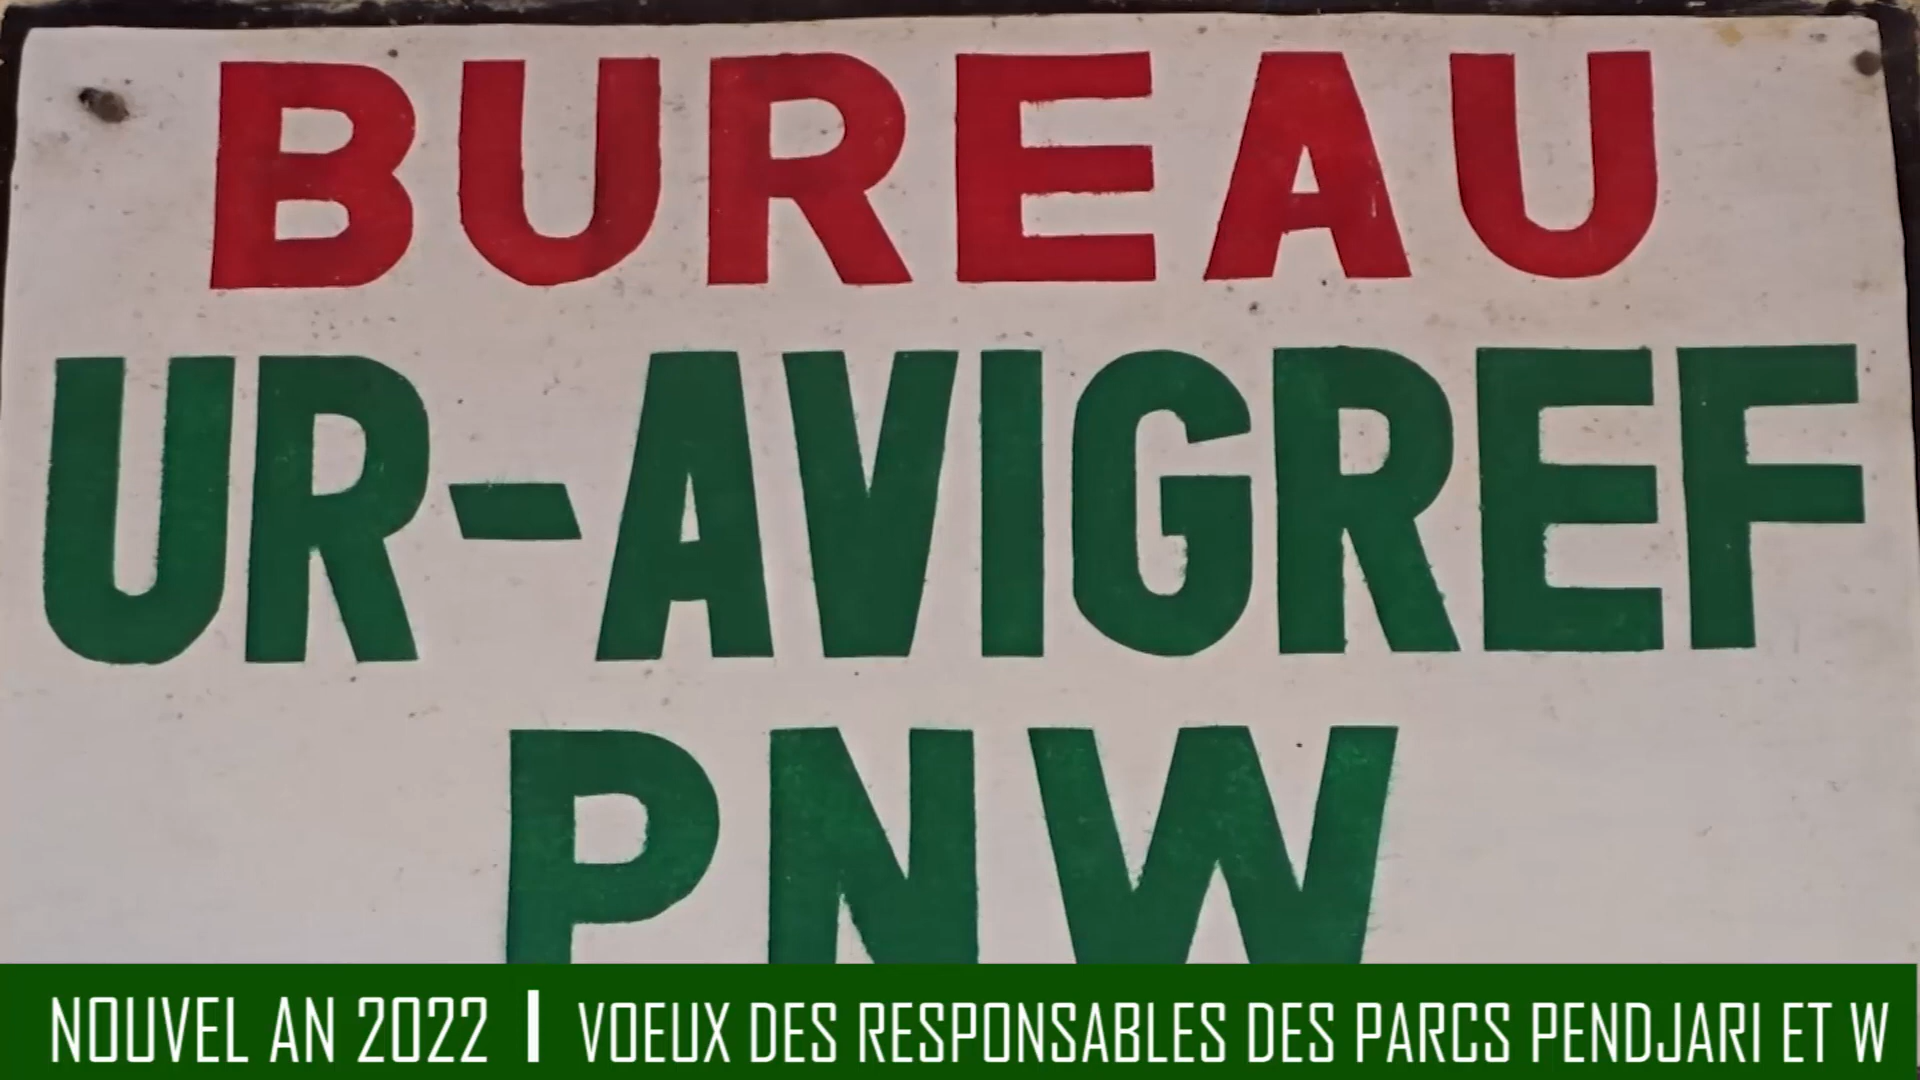 BUREAU
UR-AVIGREF
PNW
NOUVEL AN 2022 | VOEUX DES RESPONSABLES DES PARCS PENDJARI ET W